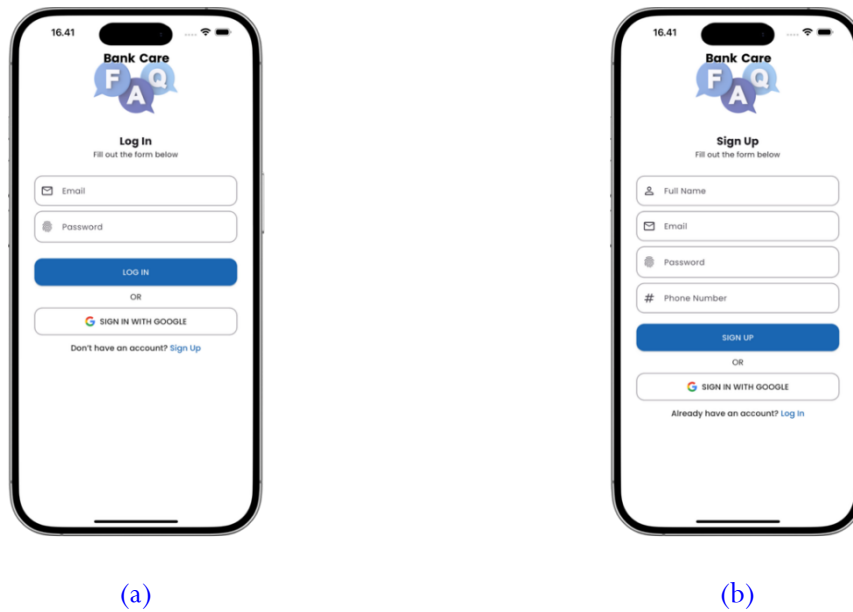 16.41
Bank Care
FAQ
Log In
Fill out the form below
Email
Password
LOG IN
OR
SIGN IN WITH GOOGLE
Don't have an account? Sign Up
(a)
16.41
Bank Care
FAQ
Sign Up
Fill out the form below
Full Name
Email
Password
# Phone Number
SIGN UP
OR
SIGN IN WITH GOOGLE
Already have an account? Log in
(b)